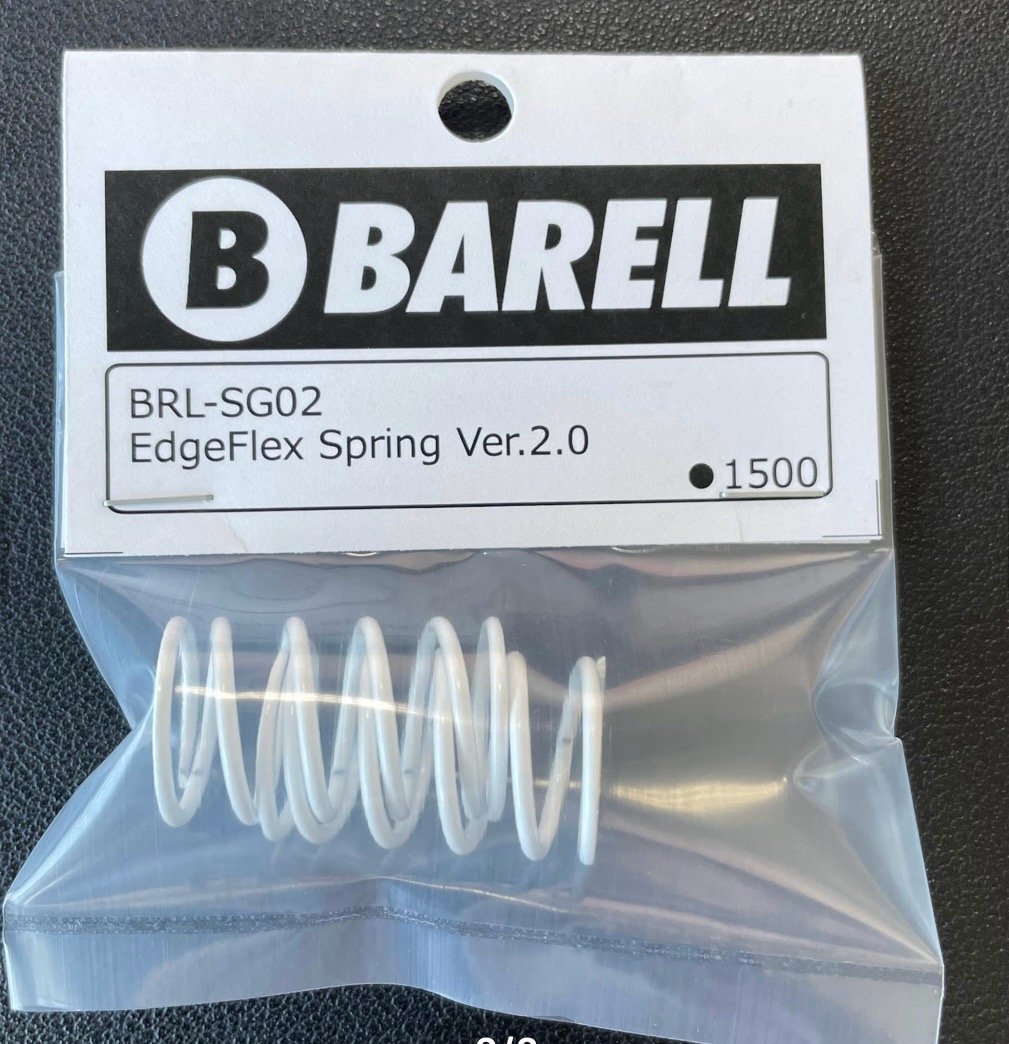 B BARELL
BRL-SG02
EdgeFlex Spring Ver.2.0
●1500